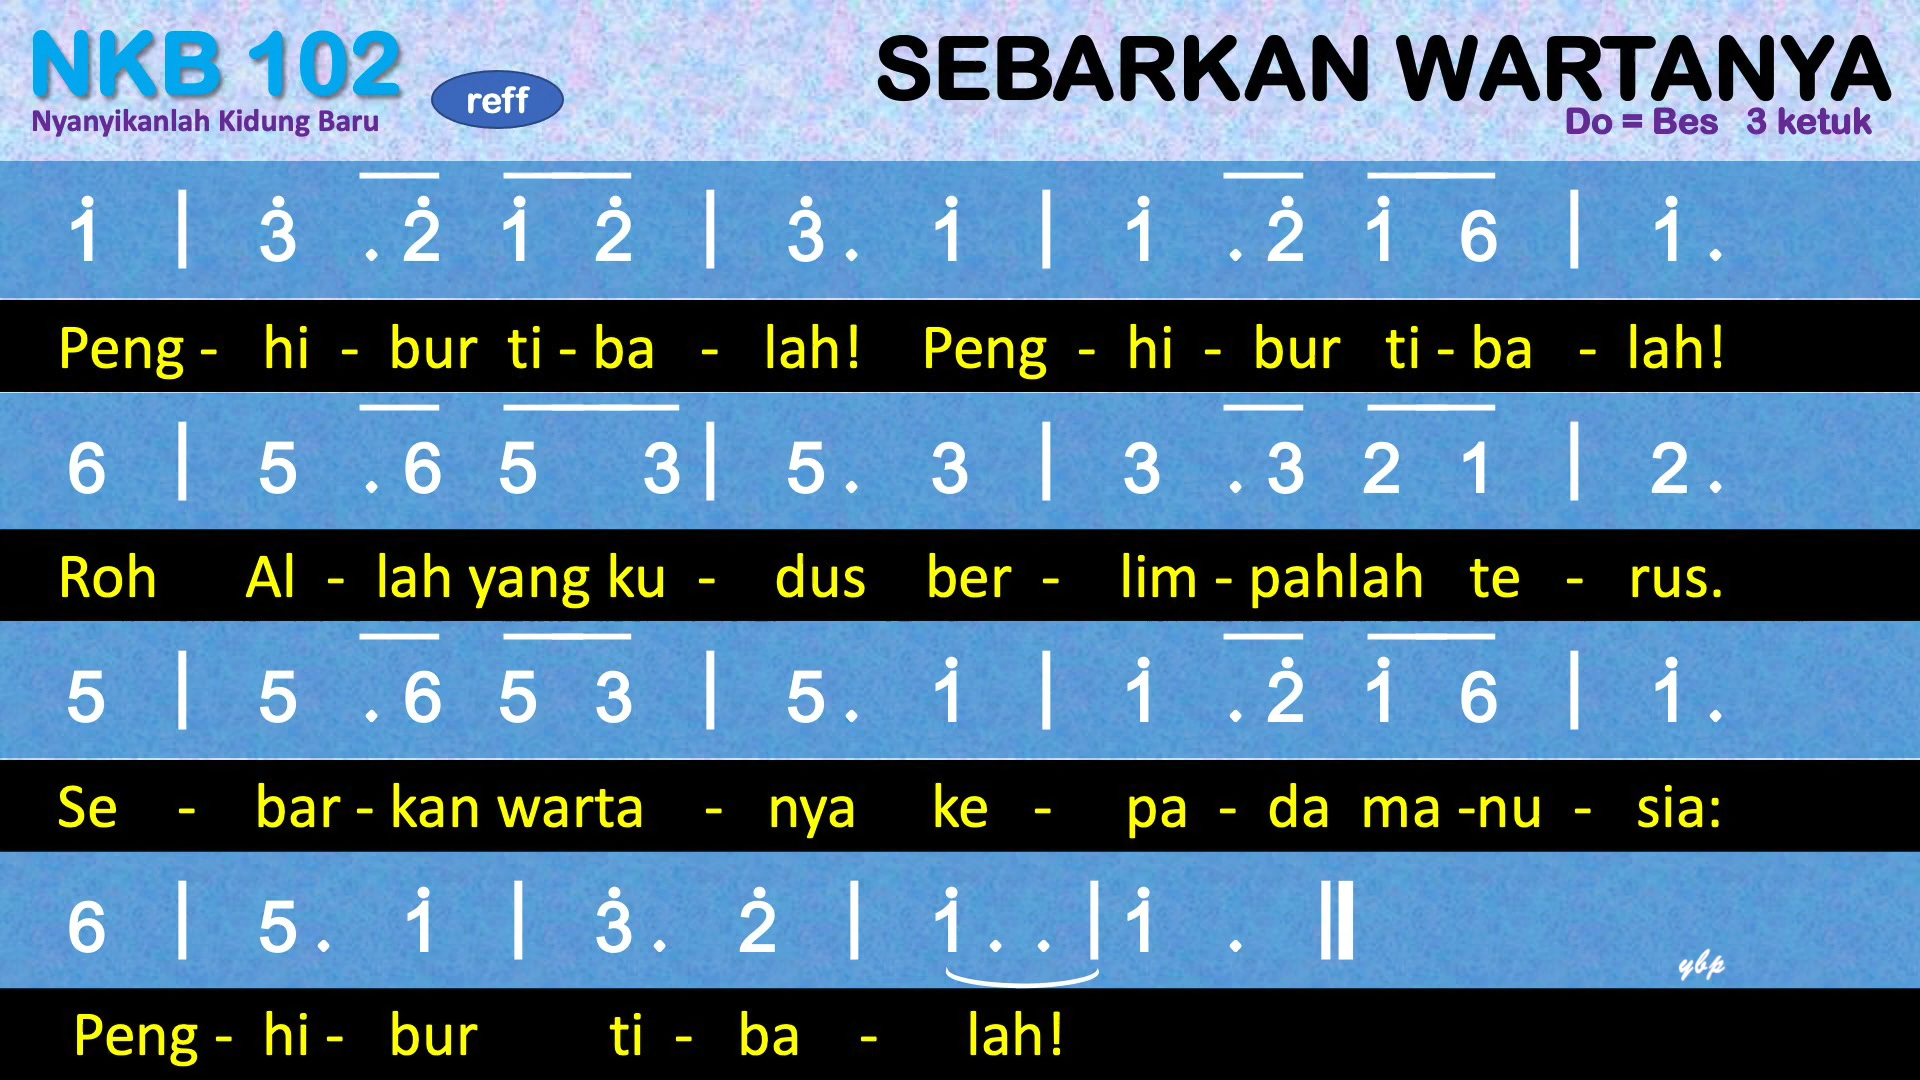 NKB 102
Nyanyikanlah Kidung Baru
reff
SEBARKAN WARTANYA
Do = Bes 3 ketuk
1̇ | 3̇ .2̇ 1̇ 2̇ | 3̇ . 1̇ | 1̇ .2̇ 1̇ 6 | 1̇ .
Peng - hi - bur ti - ba - lah! Peng - hi - bur ti - ba - lah!
6 | 5 .6 5 3 | 5 . 3 | 3 .3 2 1 | 2 .
Roh Al - lah yang ku - dus ber - lim - pahlah te - rus.
5 | 5 .6 5 3 | 5 . 1̇ | 1̇ .2̇ 1̇ 6 | 1̇ .
Se - bar - kan warta - nya ke - pa - da ma -nu - sia:
6 | 5 . 1̇ | 3̇ . 2̇ | 1̇ . . | 1̇ . ||
ybp
Peng - hi - bur ti - ba - lah!